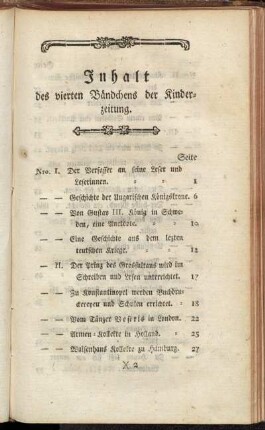 Inhalt
des vierten Bändchens der Kinder-
zeitung.
Seite
Nro. I. Der Verfasser an seine Leser und
Leserinnen. " " 1
— — Geschichte der Ungarischen Königskrone. 6
— — Von Gustav III. König in Schwe-
den, eine Anekdote. " 10
— — Eine Geschichte aus dem letzten
teutschen Kriege. " " 12
— II. Der Prinz des Grossultans wird im
Schreiben und Lesen unterrichtet. 17
— — Zu Konstantinopel werden Buchdru-
ckereyen und Schulen errichtet. " 18
— — Vom Tänzer Vestris in London. 22
— — Armen-Kollekte in Holland. " 25
— — Waisenhaus Kollekte zu Hamburg. 27
X 2